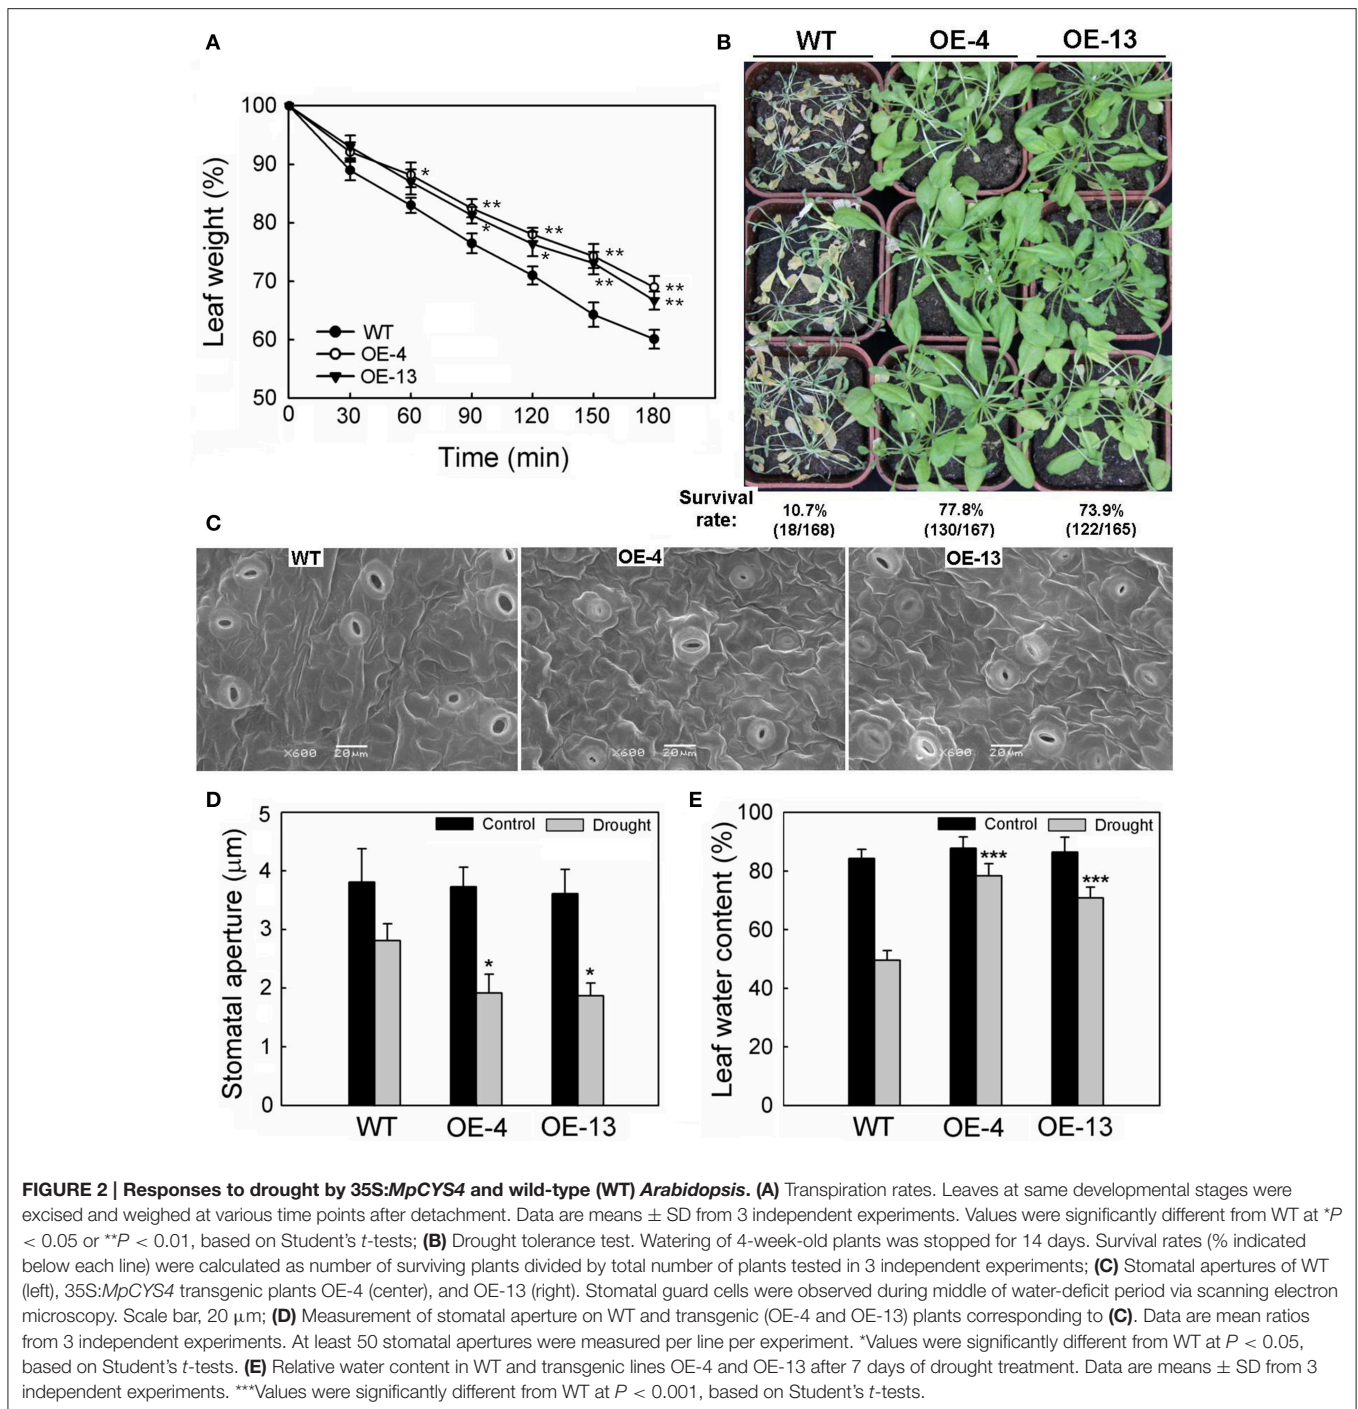 A
100
90
80
70
60
50
Leaf weight (%)
WT
OE-4
OE-13
*
**
*
**
*
**
**
**
**
0 30 60 90 120 150 180
Time (min)
B
WT OE-4 OE-13
Survival
rate:
10.7% 77.8% 73.9%
(18/168) (130/167) (122/165)
C
WT OE-4 OE-13
X600 20μm X600 20μm X600 20μm
D
5
4
3
2
1
0
Stomatal aperture (μm)
Control Drought
* *
WT OE-4 OE-13
E
100
80
60
40
20
0
Leaf water content (%)
Control Drought
*** ***
WT OE-4 OE-13
FIGURE 2 | Responses to drought by 35S:MpCYS4 and wild-type (WT) Arabidopsis. (A) Transpiration rates. Leaves at same developmental stages were
excised and weighed at various time points after detachment. Data are means ± SD from 3 independent experiments. Values were significantly different from WT at *P
< 0.05 or **P < 0.01, based on Student's t-tests; (B) Drought tolerance test. Watering of 4-week-old plants was stopped for 14 days. Survival rates (% indicated
below each line) were calculated as number of surviving plants divided by total number of plants tested in 3 independent experiments; (C) Stomatal apertures of WT
(left), 35S:MpCYS4 transgenic plants OE-4 (center), and OE-13 (right). Stomatal guard cells were observed during middle of water-deficit period via scanning electron
microscopy. Scale bar, 20 μm; (D) Measurement of stomatal aperture on WT and transgenic (OE-4 and OE-13) plants corresponding to (C). Data are mean ratios
from 3 independent experiments. At least 50 stomatal apertures were measured per line per experiment. *Values were significantly different from WT at P < 0.05,
based on Student's t-tests. (E) Relative water content in WT and transgenic lines OE-4 and OE-13 after 7 days of drought treatment. Data are means ± SD from 3
independent experiments. ***Values were significantly different from WT at P < 0.001, based on Student's t-tests.